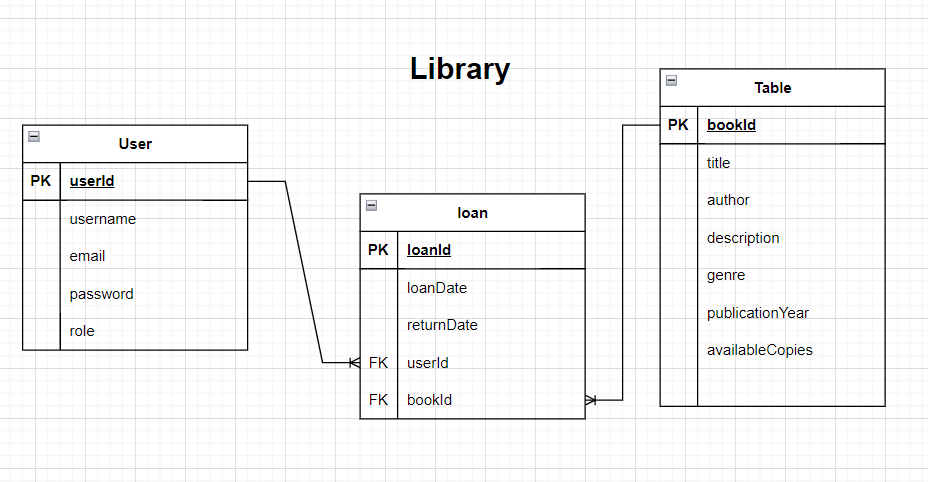 Library
User
PK userId
username
email
password
role
loan
PK loanId
loanDate
returnDate
FK userId
FK bookId
Table
PK bookId
title
author
description
genre
publicationYear
availableCopies